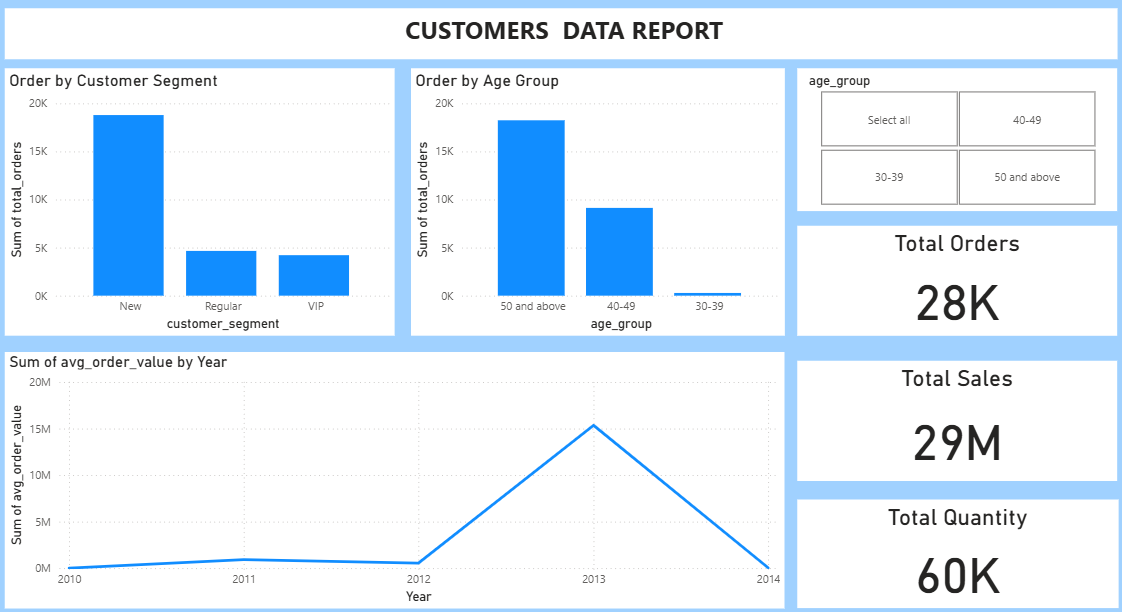 CUSTOMERS DATA REPORT
Order by Customer Segment
Sum of total_orders
20K
15K
10K
5K
0K
New Regular VIP
customer_segment
Order by Age Group
Sum of total_orders
20K
15K
10K
5K
0K
50 and above 40-49 30-39
age_group
age_group
Select all 40-49
30-39 50 and above
Total Orders
28K
Sum of avg_order_value by Year
Sum of avg_order_value
20M
15M
10M
5M
0M
2010 2011 2012 2013 2014
Year
Total Sales
29M
Total Quantity
60K